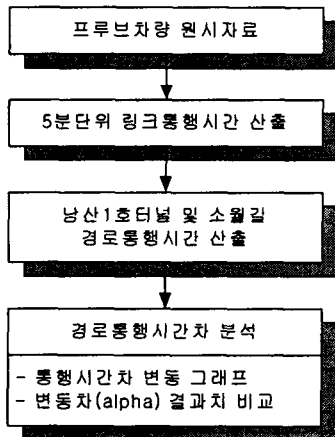 프루브차량 원시자료
5분단위 링크통행시간 산출
남산1호터널 및 소월길
경로통행시간 산출
경로통행시간차 분석
- 통행시간차 변동 그래프
- 변동차(alpha) 결과치 비교